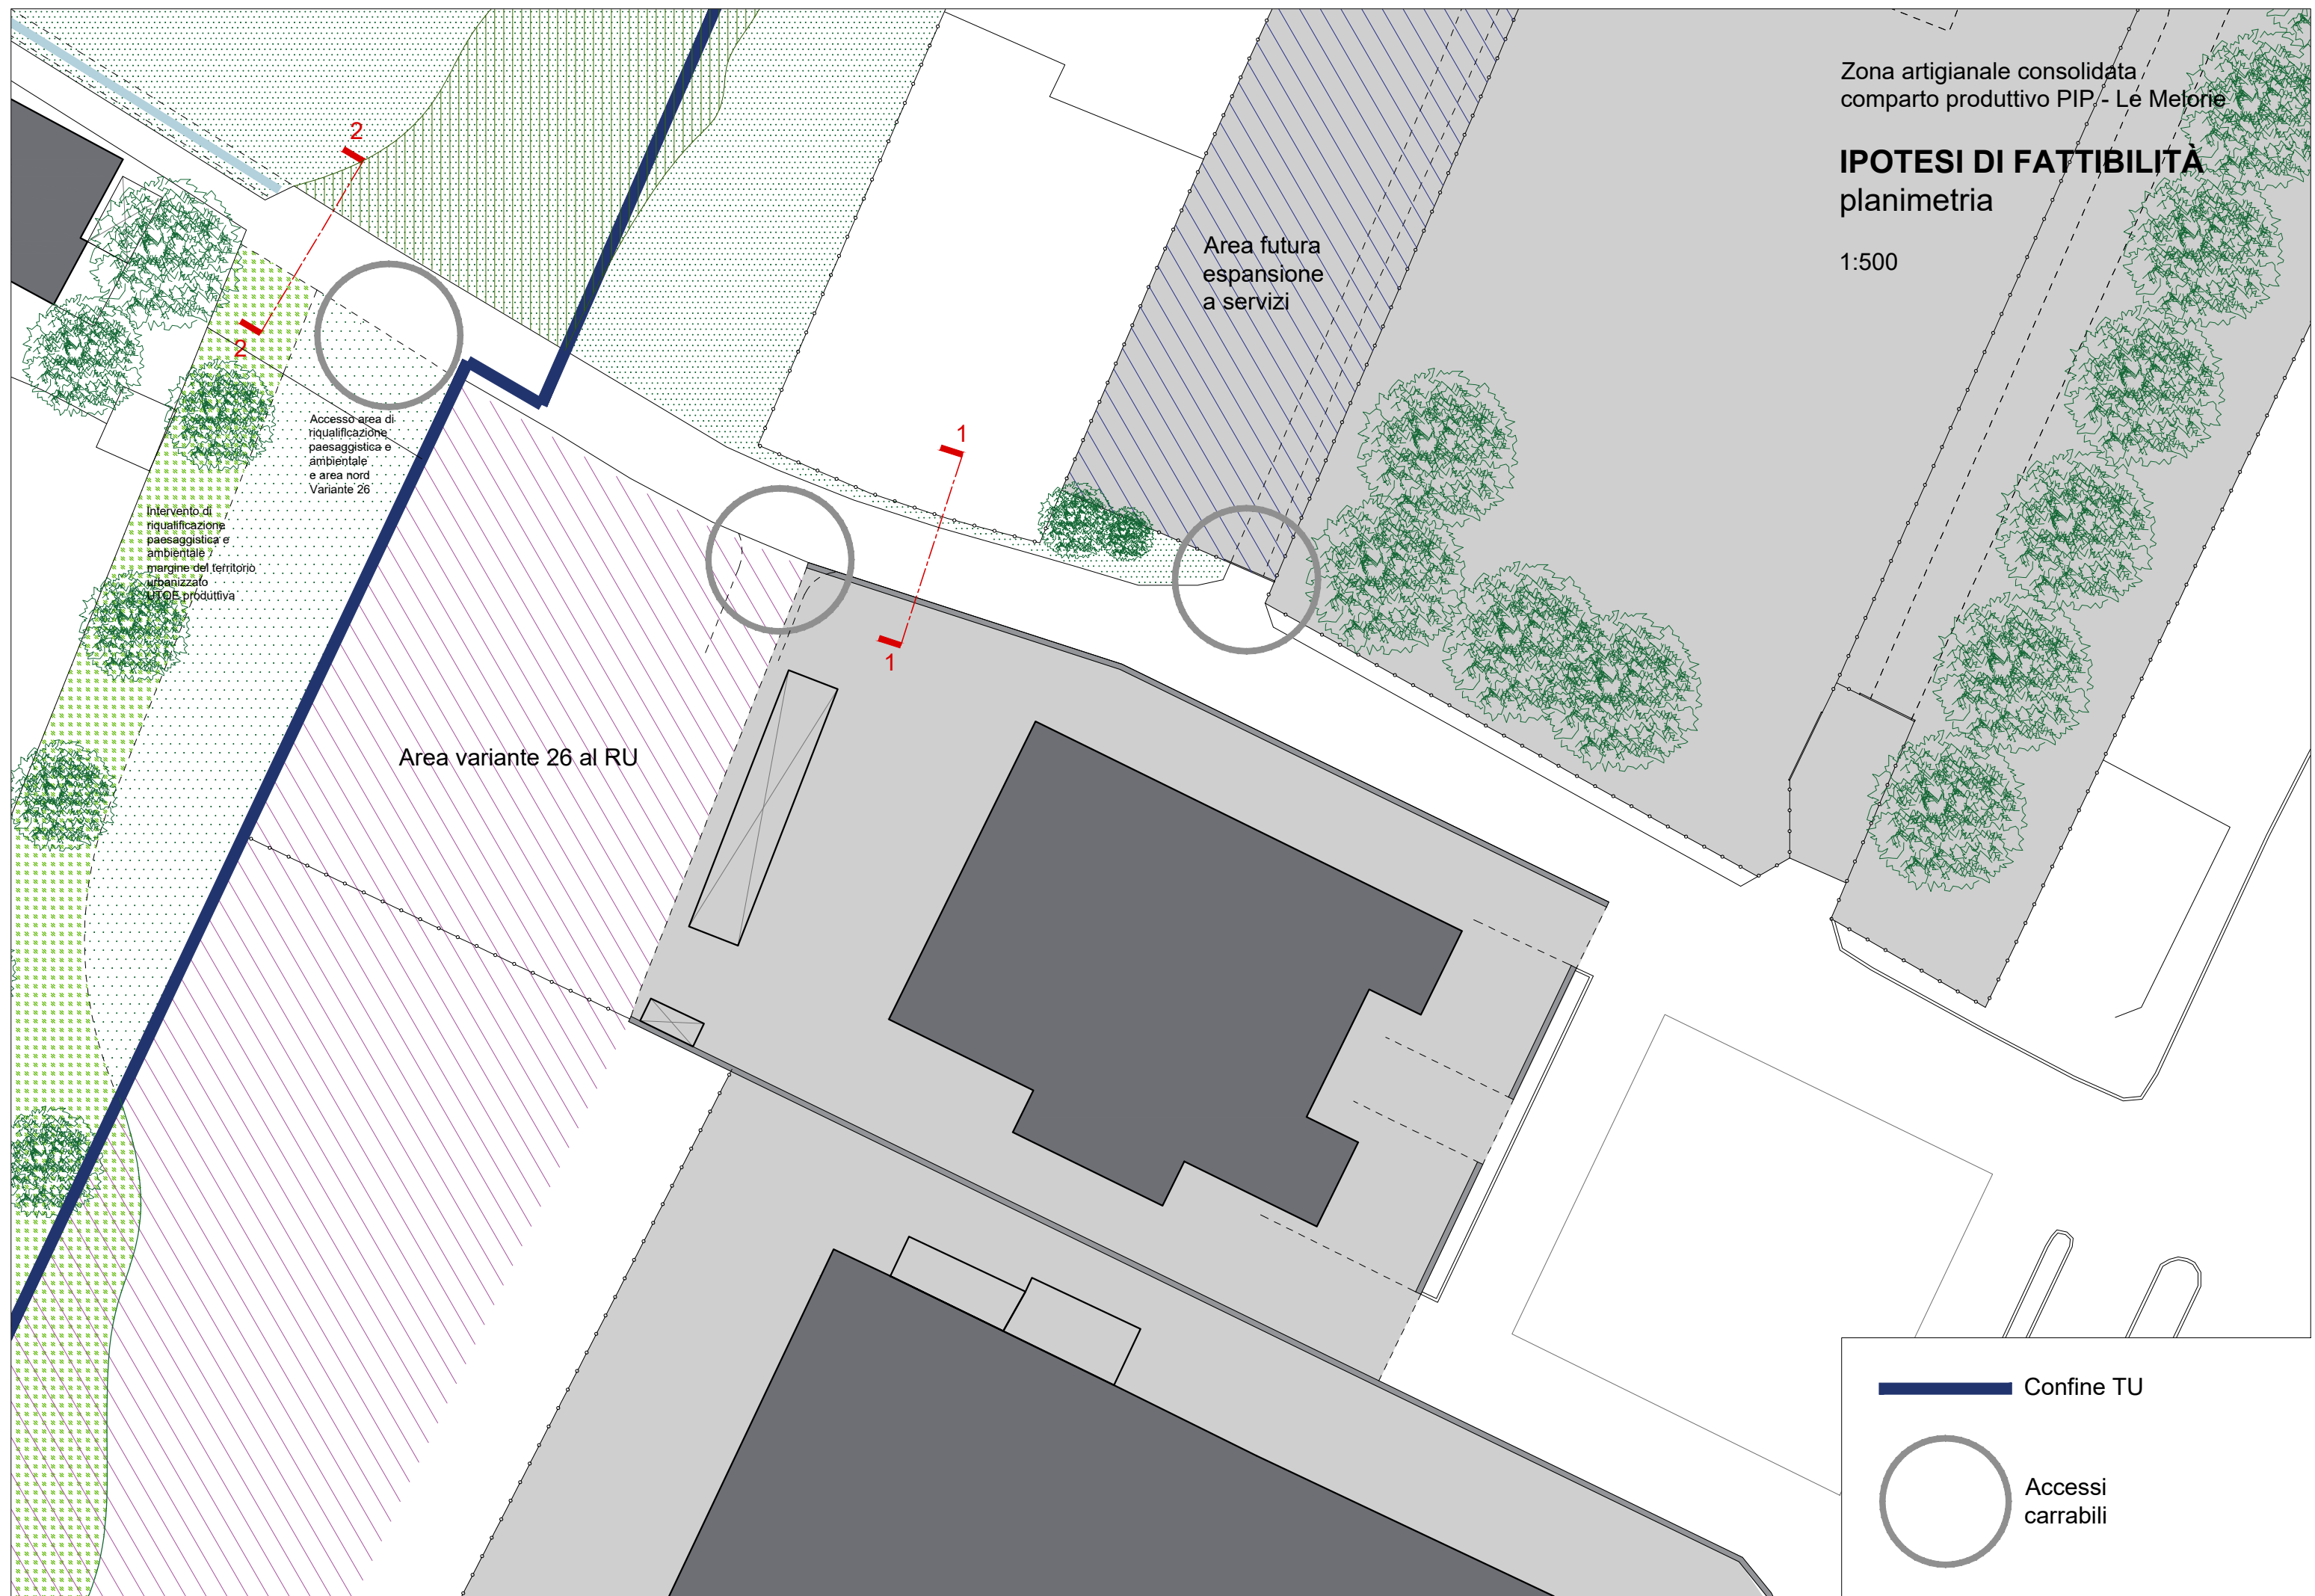 Zona artigianale consolidata
comparto produttivo PIP - Le Melorie
IPOTESI DI FATTIBILITÀ
planimetria
1:500
2
2
Area futura
espansione
a servizi
Accesso area di
riqualificazione
paesaggistica e
ambientale
e area nord
Variante 26
1
1
Intervento di
riqualificazione
paesaggistica e
ambientale
margine del territorio
urbanizzato
UTOE produttiva
Area variante 26 al RU
Confine TU
Accessi
carrabili